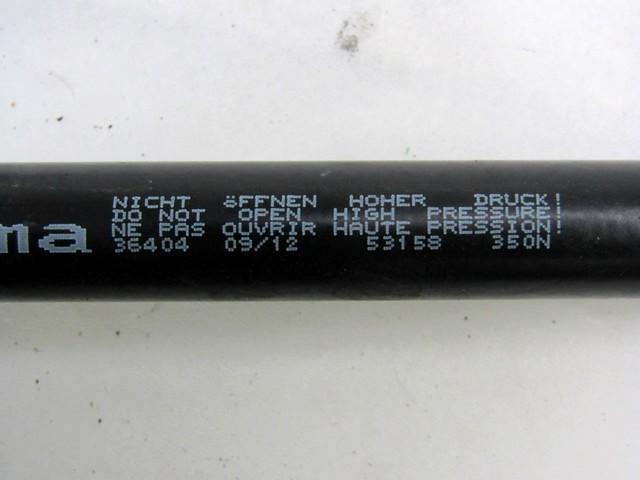 ma
NICHT öFFNEN HOHER DRUCK!
DO NOT OPEN HIGH PRESSURE!
NE PAS OUVRIR HAUTE PRESSION!
36404 09/12 53158 350N